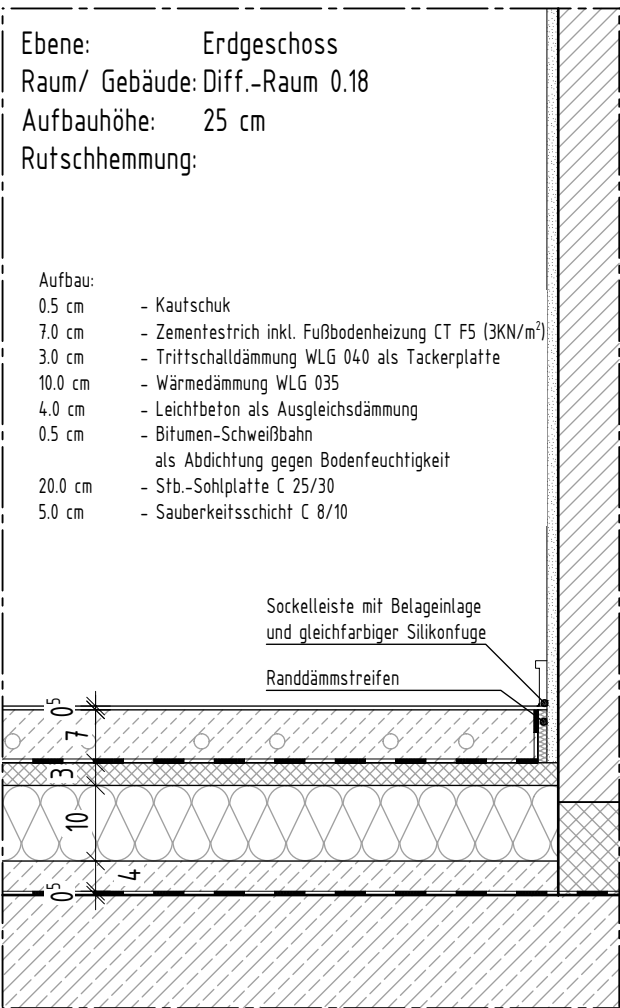 Ebene: Erdgeschoss
Raum/ Gebäude: Diff.-Raum 0.18
Aufbauhöhe: 25 cm
Rutschhemmung:
Aufbau:
0.5 cm - Kautschuk
7.0 cm - Zementestrich inkl. Fußbodenheizung CT F5 (3KN/m²)
3.0 cm - Trittschalldämmung WLG 040 als Tackerplatte
10.0 cm - Wärmedämmung WLG 035
4.0 cm - Leichtbeton als Ausgleichsdämmung
0.5 cm - Bitumen-Schweißbahn
als Abdichtung gegen Bodenfeuchtigkeit
20.0 cm - Stb.-Sohlplatte C 25/30
5.0 cm - Sauberkeitsschicht C 8/10
Sockelleiste mit Belageinlage
und gleichfarbiger Silikonfuge
Randdämmstreifen
0⁵
7
3
10
4
0⁵